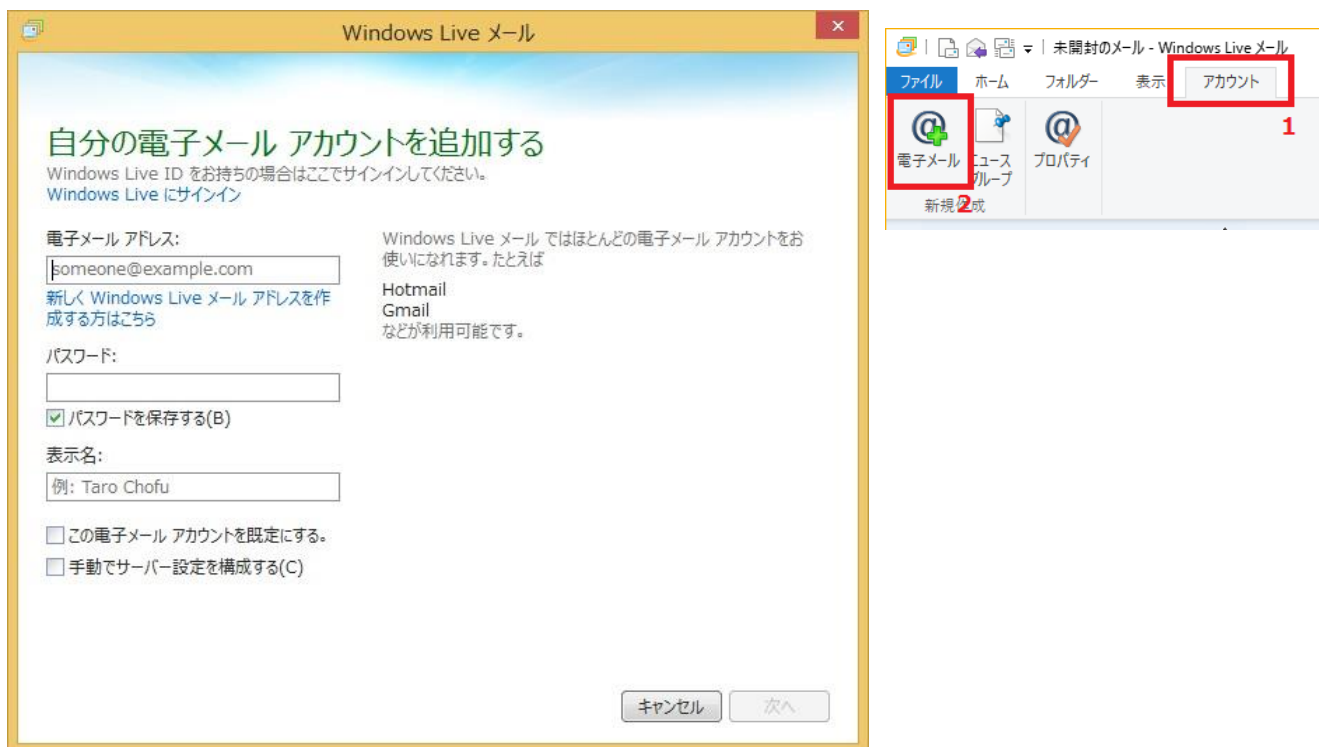 Windows Live メール
自分の電子メール アカウントを追加する
Windows Live ID をお持ちの場合はここでサインインしてください。
Windows Live にサインイン
電子メール アドレス:
someone@example.com
新しく Windows Live メール アドレスを作
成する方はこちら
パスワード:
パスワードを保存する(B)
表示名:
例: Taro Chofu
この電子メール アカウントを既定にする。
手動でサーバー設定を構成する(C)
Windows Live メール ではほとんどの電子メール アカウントをお
使いになれます。たとえば
Hotmail
Gmail
などが利用可能です。
キャンセル
次へ
未開封のメール - Windows Live メール
ファイル ホーム フォルダー 表示 アカウント
1
電子メール ニュース プロパティ
グループ
新規作成
2